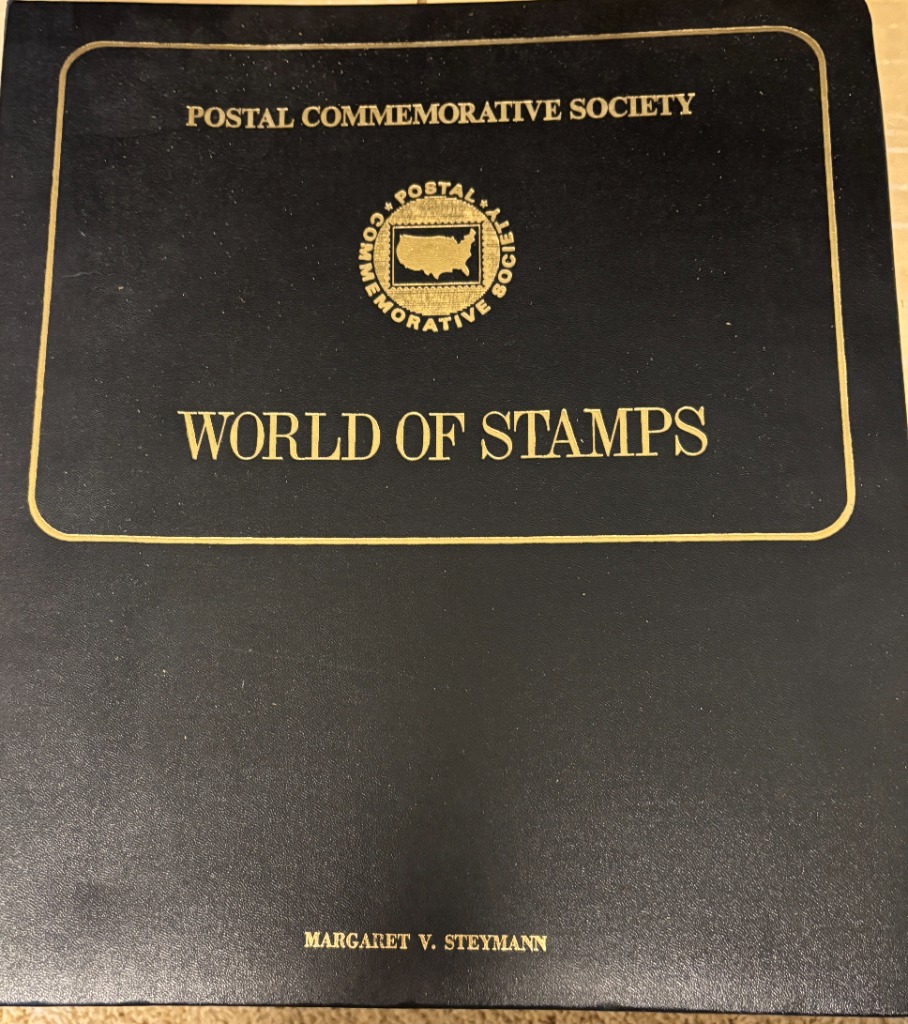 POSTAL COMMEMORATIVE SOCIETY
★ POSTAL ★ COMMEMORATIVE SOCIETY
WORLD OF STAMPS
MARGARET V. STEYMANN